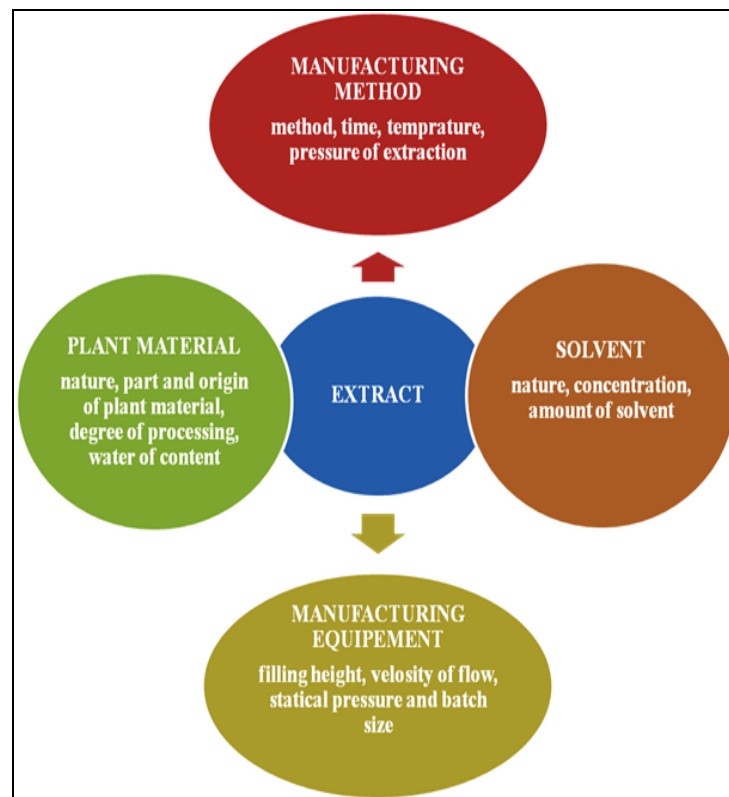 MANUFACTURING
METHOD
method, time, temprature,
pressure of extraction
PLANT MATERIAL
nature, part and origin
of plant material,
degree of processing,
water of content
EXTRACT
SOLVENT
nature, concentration,
amount of solvent
MANUFACTURING
EQUIPEMENT
filling height, velosity of flow,
statical pressure and batch
size